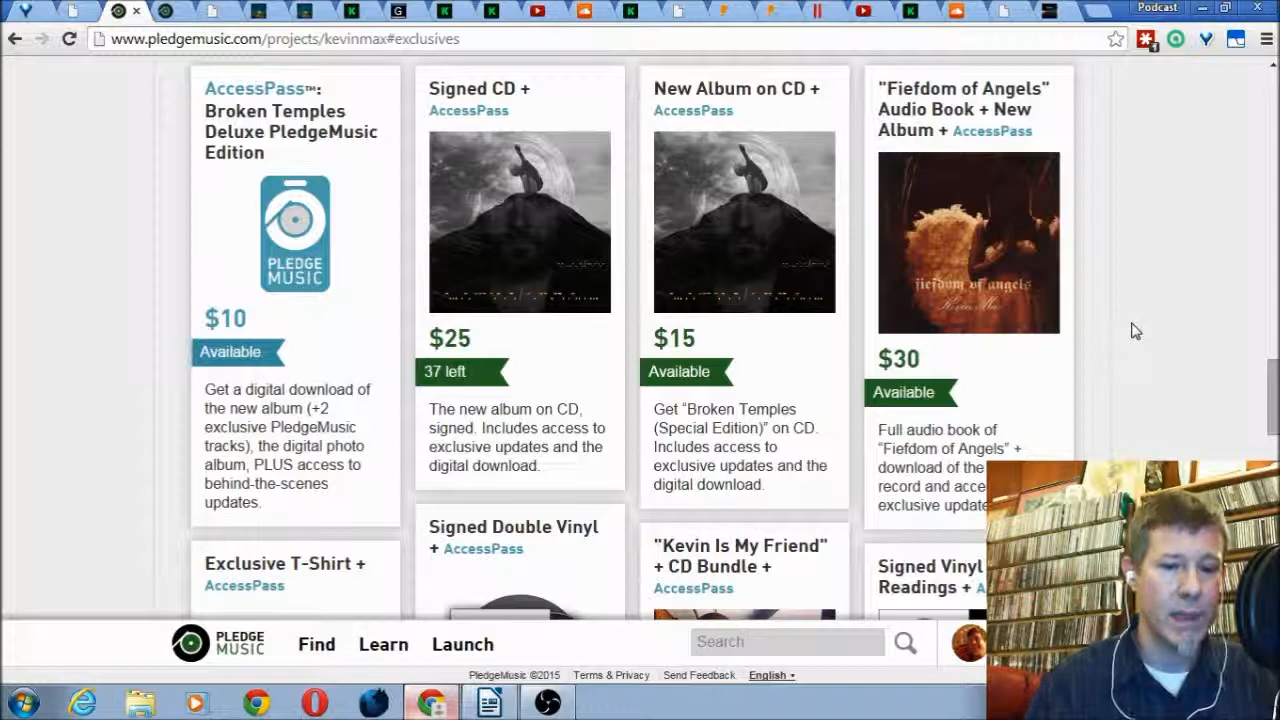 Podcast
www.pledgemusic.com/projects/kevinmax#exclusives
AccessPass™:
Broken Temples
Deluxe PledgeMusic
Edition
PLEDGE
MUSIC
$10
Available
Get a digital download of
the new album (+2
exclusive PledgeMusic
tracks), the digital photo
album, PLUS access to
behind-the-scenes
updates.
Exclusive T-Shirt +
AccessPass
Signed CD +
AccessPass
$25
37 left
The new album on CD,
signed. Includes access to
exclusive updates and the
digital download.
Signed Double Vinyl
+ AccessPass
New Album on CD +
AccessPass
$15
Available
Get “Broken Temples
(Special Edition)” on CD.
Includes access to
exclusive updates and the
digital download.
"Kevin Is My Friend"
+ CD Bundle +
AccessPass
"Fiefdom of Angels"
Audio Book + New
Album + AccessPass
fiefdom of angels
Kevin Max
$30
Available
Full audio book of
“Fiefdom of Angels” +
download of the
record and acce
exclusive update
Signed Vinyl
Readings +
PLEDGE
MUSIC
Find Learn Launch
Search
PledgeMusic ©2015 Terms & Privacy Send Feedback English